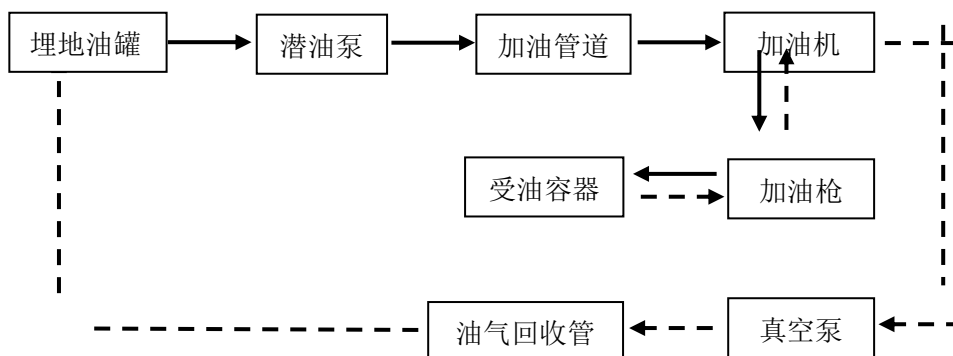 埋地油罐
潜油泵
加油管道
加油机
受油容器
加油枪
油气回收管
真空泵